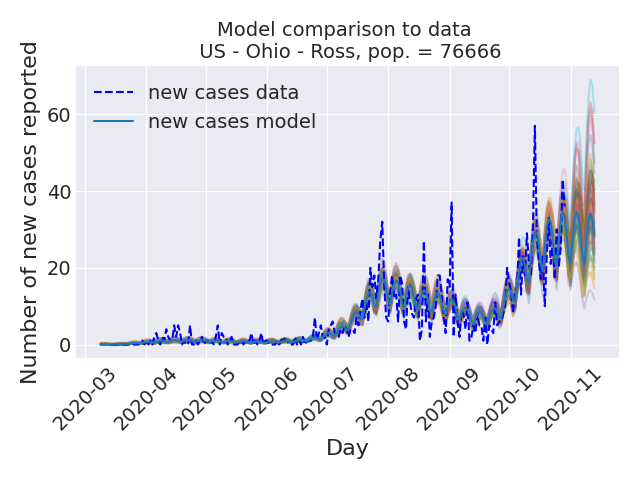 Model comparison to data
US - Ohio - Ross, pop. = 76666
Number of new cases reported
60
40
20
0
new cases data
new cases model
2020-03
2020-04
2020-05
2020-06
2020-07
2020-08
2020-09
2020-10
2020-11
Day